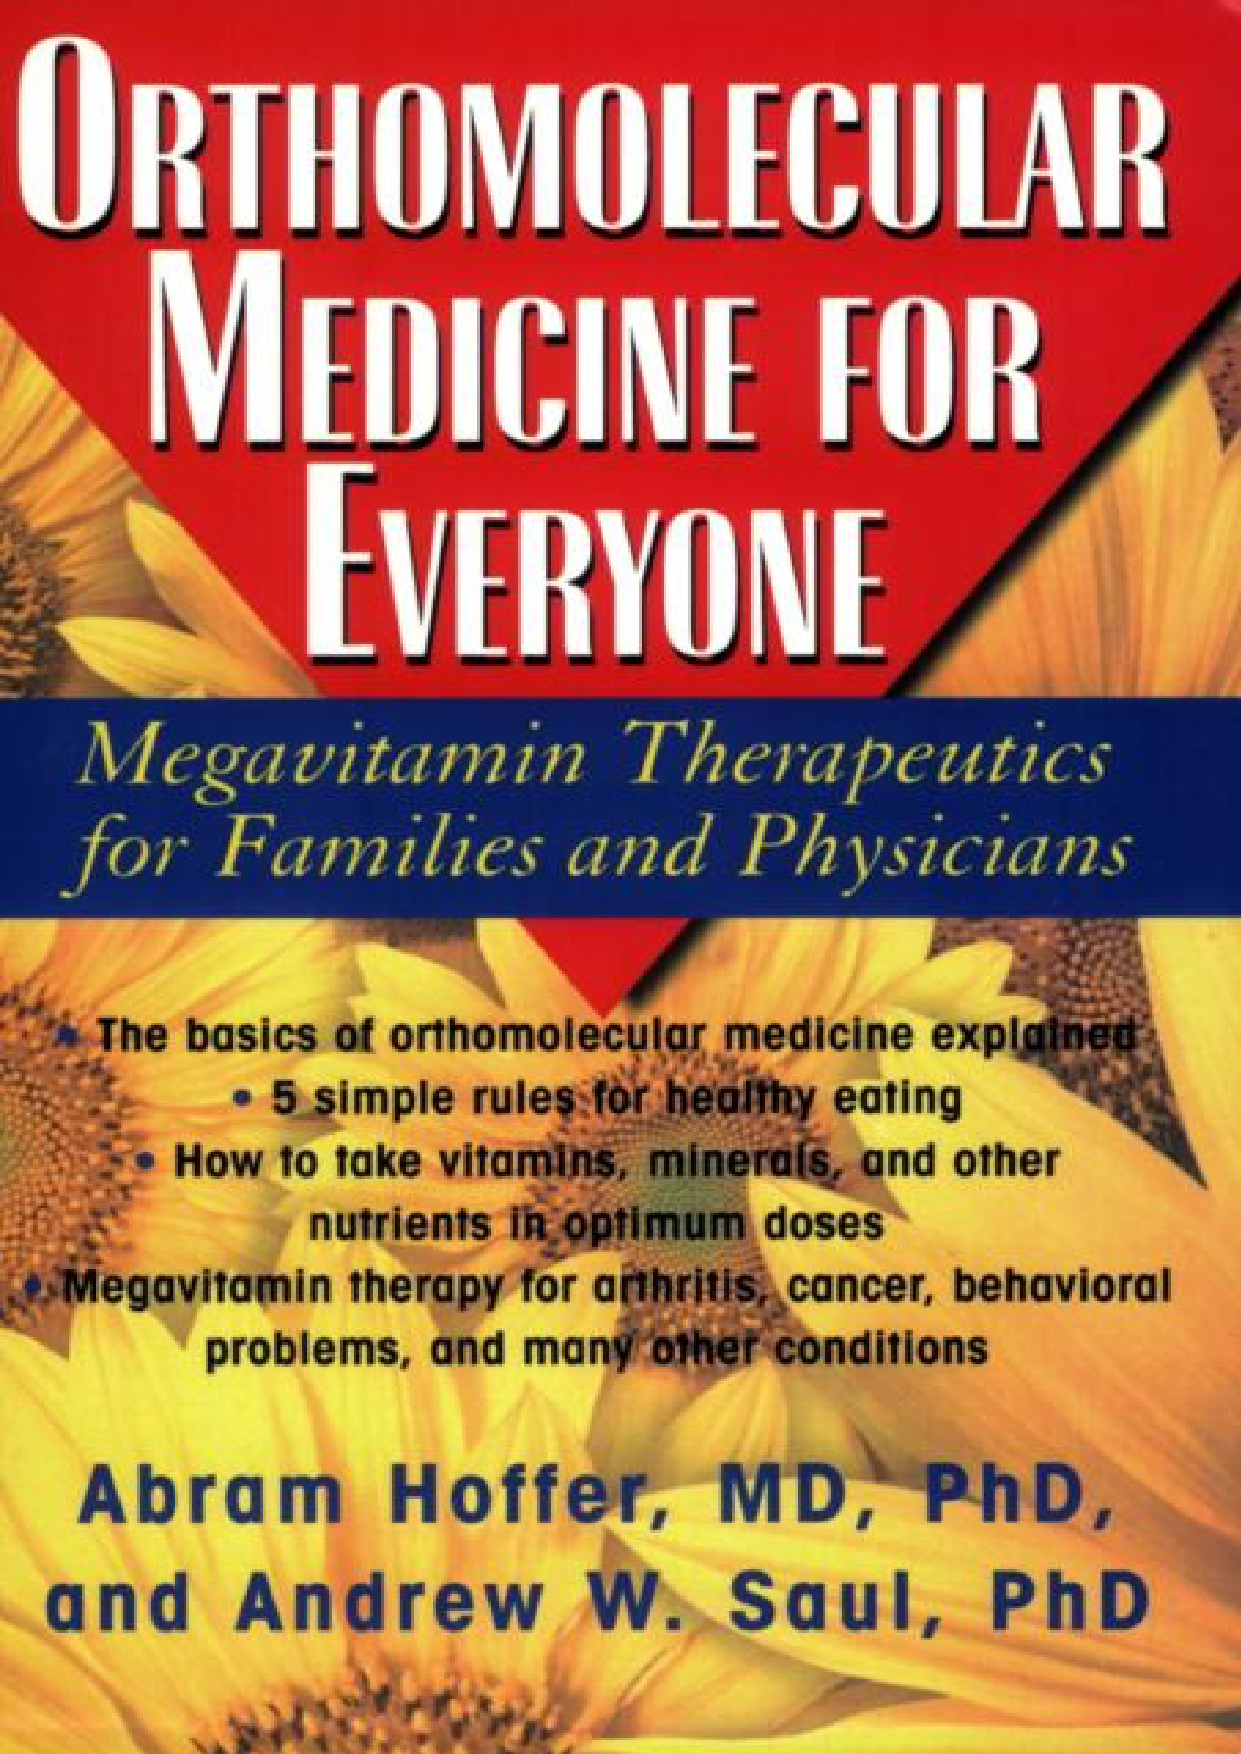 ORTHOMOLECULAR
MEDICINE FOR
EVERYONE
Megavitamin Therapeutics
for Families and Physicians
• The basics of orthomolecular medicine explained
• 5 simple rules for healthy eating
• How to take vitamins, minerals, and other
nutrients in optimum doses
• Megavitamin therapy for arthritis, cancer, behavioral
problems, and many other conditions
Abram Hoffer, MD, PhD,
and Andrew W. Saul, PhD